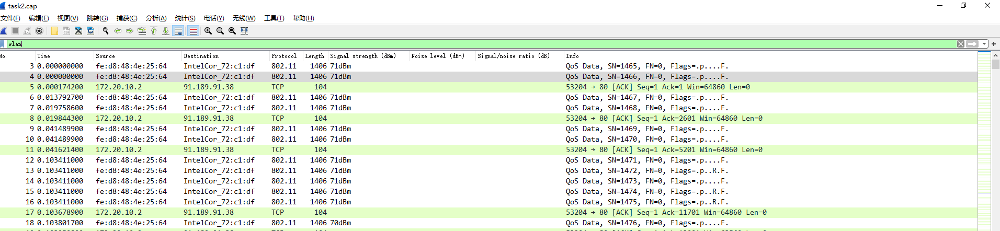 task2.cap
文件(F) 编辑(E) 视图(V) 跳转(G) 捕获(C) 分析(A) 统计(S) 电话(Y) 无线(W) 工具(T) 帮助(H)
wlan
No. Time Source Destination Protocol Length Signal strength (dBm) Noise level (dBm) Signal/noise ratio (dB) Info
3 0.000000000 fe:d8:48:4e:25:64 IntelCor_72:c1:df 802.11 1406 71dBm QoS Data, SN=1465, FN=0, Flags=.p....F.
4 0.000000000 fe:d8:48:4e:25:64 IntelCor_72:c1:df 802.11 1406 71dBm QoS Data, SN=1466, FN=0, Flags=.p....F.
5 0.000174200 172.20.10.2 91.189.91.38 TCP 104 53204 → 80 [ACK] Seq=1 Ack=1 Win=64860 Len=0
6 0.013792700 fe:d8:48:4e:25:64 IntelCor_72:c1:df 802.11 1406 71dBm QoS Data, SN=1467, FN=0, Flags=.p....F.
7 0.019758600 fe:d8:48:4e:25:64 IntelCor_72:c1:df 802.11 1406 71dBm QoS Data, SN=1468, FN=0, Flags=.p....F.
8 0.019844300 172.20.10.2 91.189.91.38 TCP 104 53204 → 80 [ACK] Seq=1 Ack=2601 Win=64860 Len=0
9 0.041489900 fe:d8:48:4e:25:64 IntelCor_72:c1:df 802.11 1406 71dBm QoS Data, SN=1469, FN=0, Flags=.p....F.
10 0.041489900 fe:d8:48:4e:25:64 IntelCor_72:c1:df 802.11 1406 71dBm QoS Data, SN=1470, FN=0, Flags=.p....F.
11 0.041621400 172.20.10.2 91.189.91.38 TCP 104 53204 → 80 [ACK] Seq=1 Ack=5201 Win=64860 Len=0
12 0.103411000 fe:d8:48:4e:25:64 IntelCor_72:c1:df 802.11 1406 71dBm QoS Data, SN=1471, FN=0, Flags=.p....F.
13 0.103411000 fe:d8:48:4e:25:64 IntelCor_72:c1:df 802.11 1406 71dBm QoS Data, SN=1472, FN=0, Flags=.p..R.F.
14 0.103411000 fe:d8:48:4e:25:64 IntelCor_72:c1:df 802.11 1406 71dBm QoS Data, SN=1473, FN=0, Flags=.p....F.
15 0.103411000 fe:d8:48:4e:25:64 IntelCor_72:c1:df 802.11 1406 71dBm QoS Data, SN=1474, FN=0, Flags=.p..R.F.
16 0.103411000 fe:d8:48:4e:25:64 IntelCor_72:c1:df 802.11 1406 71dBm QoS Data, SN=1475, FN=0, Flags=.p..R.F.
17 0.103678900 172.20.10.2 91.189.91.38 TCP 104 53204 → 80 [ACK] Seq=1 Ack=11701 Win=64860 Len=0
18 0.103801700 fe:d8:48:4e:25:64 IntelCor_72:c1:df 802.11 1406 70dBm QoS Data, SN=1476, FN=0, Flags=.p....F.